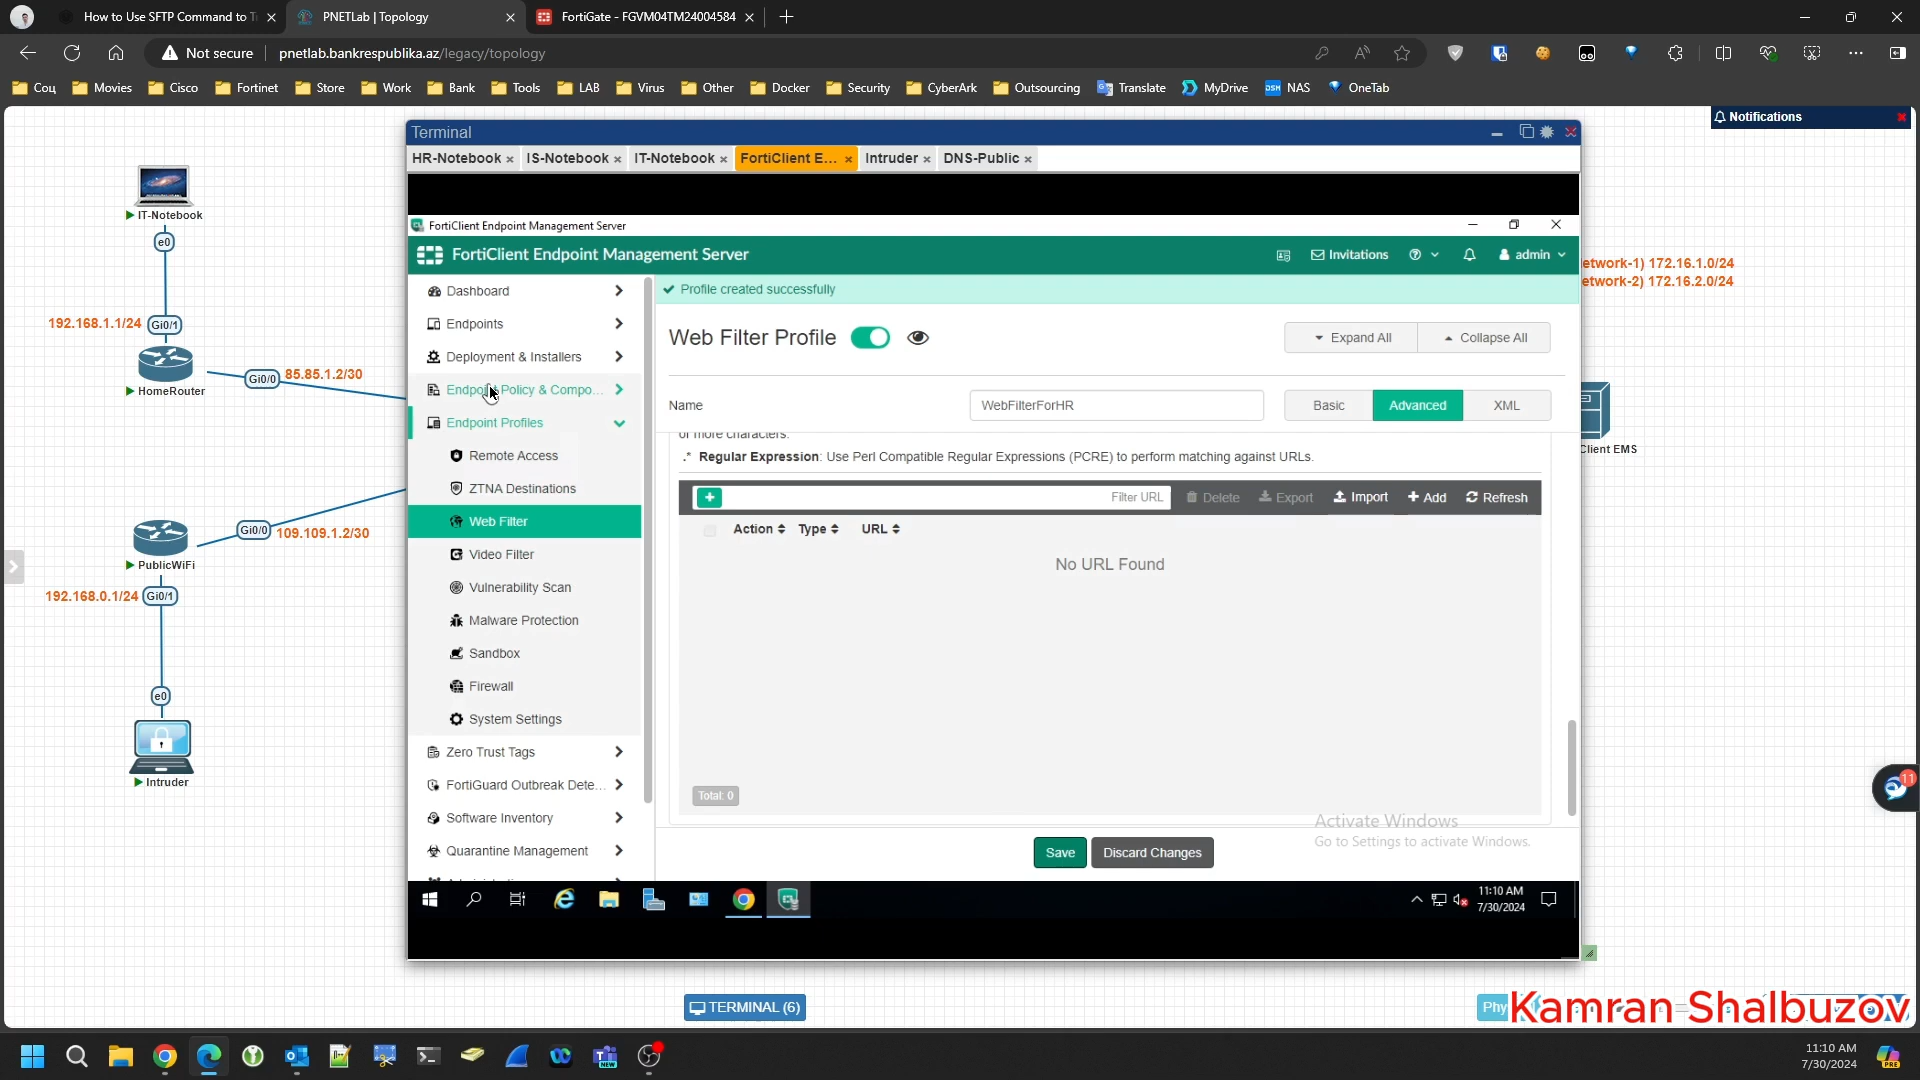 How to Use SFTP Command to
PNETLab | Topology
FortiGate - FGVM04TM24004584
Not secure
pnetlab.bankrespublika.az/legacy/topology
Соц
Movies
Cisco
Fortinet
Store
Work
Bank
Tools
LAB
Virus
Other
Docker
Security
CyberArk
Outsourcing
Translate
MyDrive
NAS
OneTab
Notifications
Terminal
HR-Notebook
IS-Notebook
IT-Notebook
FortiClient E...
Intruder
DNS-Public
FortiClient Endpoint Management Server
FortiClient Endpoint Management Server
Invitations
admin
IT-Notebook
e0
192.168.1.1/24
Gi0/1
HomeRouter
Gi0/0
85.85.1.2/30
PublicWiFi
Gi0/0
109.109.1.2/30
192.168.0.1/24
Gi0/1
e0
Intruder
etwork-1) 172.16.1.0/24
etwork-2) 172.16.2.0/24
Client EMS
Dashboard
Endpoints
Deployment & Installers
Endpoint Policy & Compo...
Endpoint Profiles
Remote Access
ZTNA Destinations
Web Filter
Video Filter
Vulnerability Scan
Malware Protection
Sandbox
Firewall
System Settings
Zero Trust Tags
FortiGuard Outbreak Dete...
Software Inventory
Quarantine Management
Profile created successfully
Web Filter Profile
Expand All
Collapse All
Name
WebFilterForHR
Basic
Advanced
XML
or more characters.
.* Regular Expression: Use Perl Compatible Regular Expressions (PCRE) to perform matching against URLs.
Filter URL
Delete
Export
Import
Add
Refresh
Action
Type
URL
No URL Found
Total: 0
Activate Windows
Go to Settings to activate Windows.
Save
Discard Changes
11:10 AM
7/30/2024
11
TERMINAL (6)
Phy
Kamran Shalbuzov
11:10 AM
7/30/2024